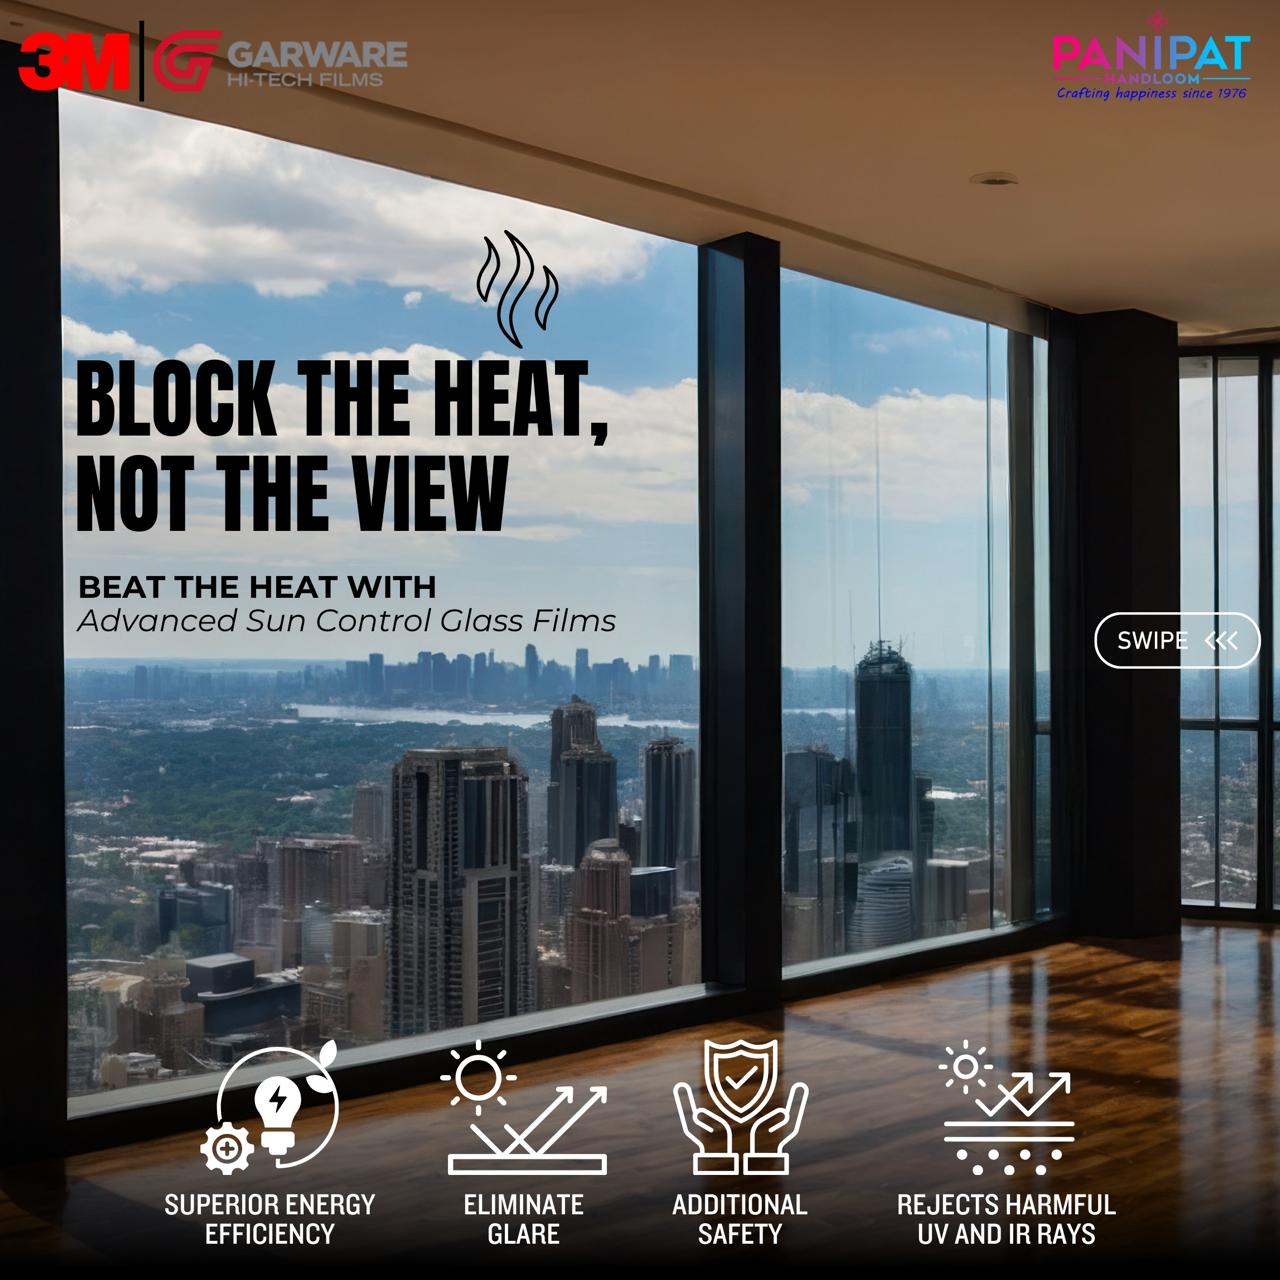 3M
GARWARE
HI-TECH FILMS
PANIPAT
HANDLOOM
Crafting happiness since 1976
BLOCK THE HEAT,
NOT THE VIEW
BEAT THE HEAT WITH
Advanced Sun Control Glass Films
SWIPE
SUPERIOR ENERGY
EFFICIENCY
ELIMINATE
GLARE
ADDITIONAL
SAFETY
REJECTS HARMFUL
UV AND IR RAYS